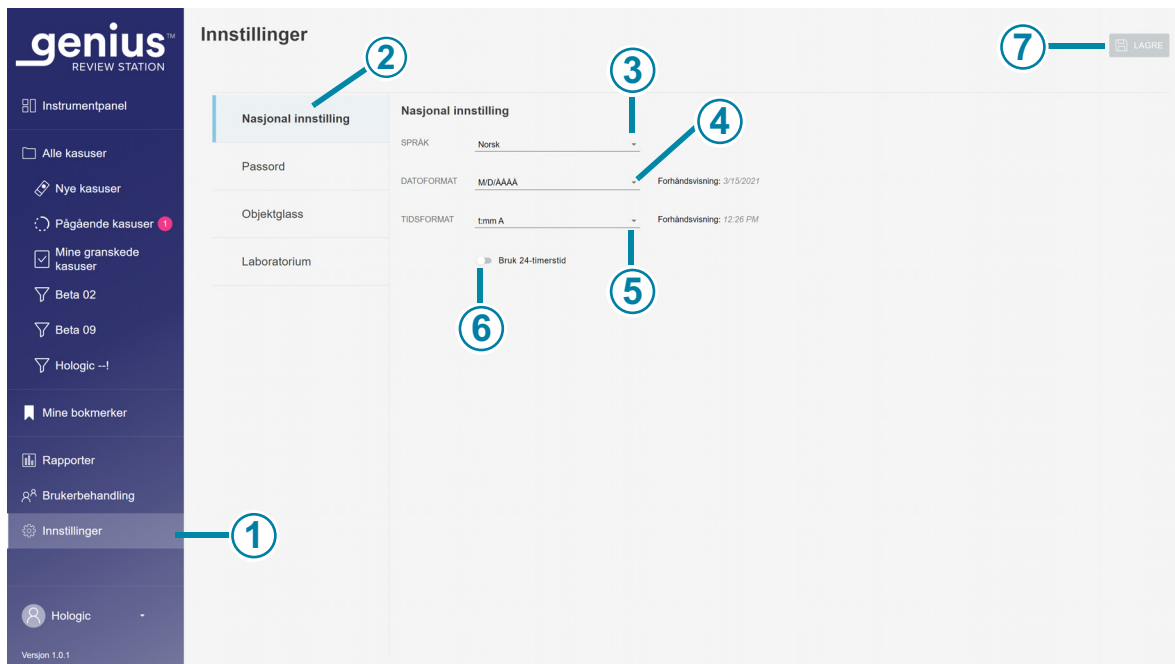 genius™
REVIEW STATION
Instrumentpanel
Alle kasuser
Nye kasuser
Pågående kasuser 1
Mine granskede
kasuser
Beta 02
Beta 09
Hologic --!
Mine bokmerker
Rapporter
Brukerbehandling
Innstillinger
Hologic
Versjon 1.0.1
Innstillinger
LAGRE
Nasjonal innstilling
Passord
Objektglass
Laboratorium
Nasjonal innstilling
SPRÅK Norsk
DATOFORMAT M/D/ÅÅÅÅ Forhåndsvisning: 3/15/2021
TIDSFORMAT t:mm A Forhåndsvisning: 12:26 PM
Bruk 24-timerstid
1
2
3
4
5
6
7